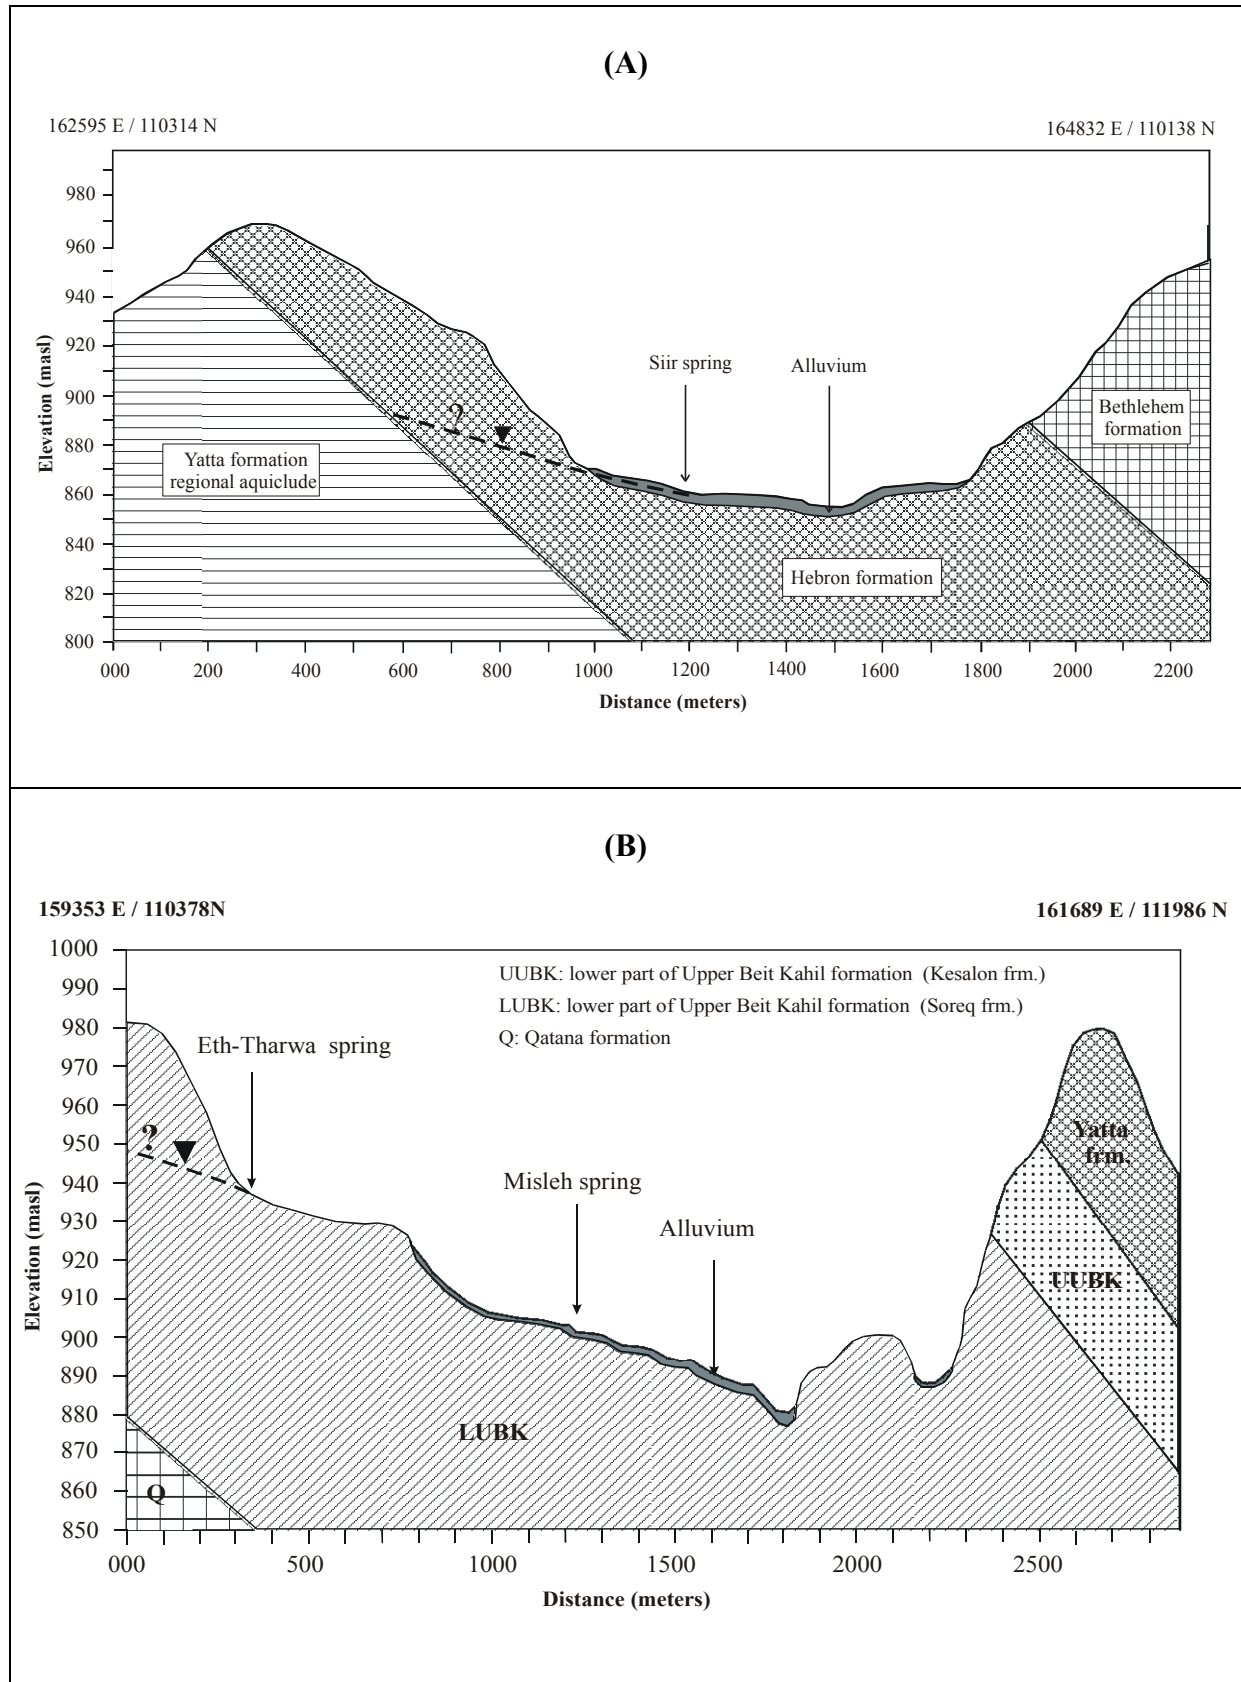 (A)
162595 E / 110314 N
164832 E / 110138 N
Elevation (masl)
980
960
940
920
900
880
860
840
820
800
?
Siir spring
Alluvium
Bethlehem
formation
Yatta formation
regional aquiclude
Hebron formation
000 200 400 600 800 1000 1200 1400 1600 1800 2000 2200
Distance (meters)
(B)
159353 E / 110378N
161689 E / 111986 N
Elevation (masl)
1000
990
980
970
960
950
940
930
920
910
900
890
880
870
860
850
UUBK: lower part of Upper Beit Kahil formation (Kesalon frm.)
LUBK: lower part of Upper Beit Kahil formation (Soreq frm.)
Q: Qatana formation
Eth-Tharwa spring
?
Misleh spring
Alluvium
Yatta
frm.
UUBK
LUBK
Q
000 500 1000 1500 2000 2500
Distance (meters)